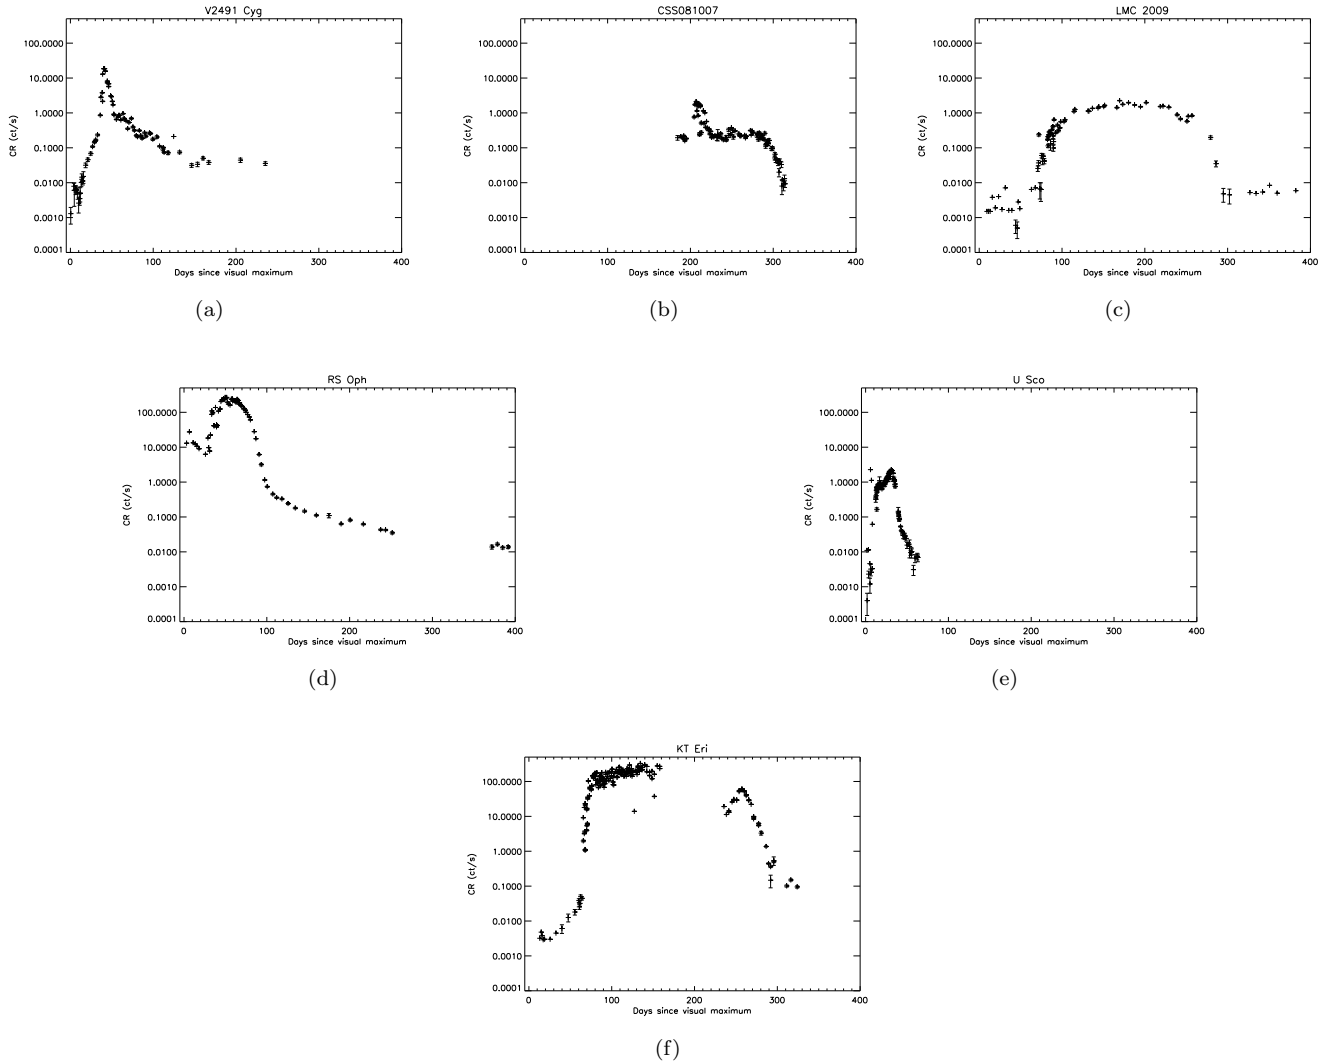 V2491 Cyg
CR (ct/s)
100.0000
10.0000
1.0000
0.1000
0.0100
0.0010
0.0001
0 100 200 300 400
Days since visual maximum
(a)
CSS081007
CR (ct/s)
100.0000
10.0000
1.0000
0.1000
0.0100
0.0010
0.0001
0 100 200 300 400
Days since visual maximum
(b)
LMC 2009
CR (ct/s)
100.0000
10.0000
1.0000
0.1000
0.0100
0.0010
0.0001
0 100 200 300 400
Days since visual maximum
(c)
RS Oph
CR (ct/s)
100.0000
10.0000
1.0000
0.1000
0.0100
0.0010
0.0001
0 100 200 300 400
Days since visual maximum
(d)
U Sco
CR (ct/s)
100.0000
10.0000
1.0000
0.1000
0.0100
0.0010
0.0001
0 100 200 300 400
Days since visual maximum
(e)
KT Eri
CR (ct/s)
100.0000
10.0000
1.0000
0.1000
0.0100
0.0010
0.0001
0 100 200 300 400
Days since visual maximum
(f)